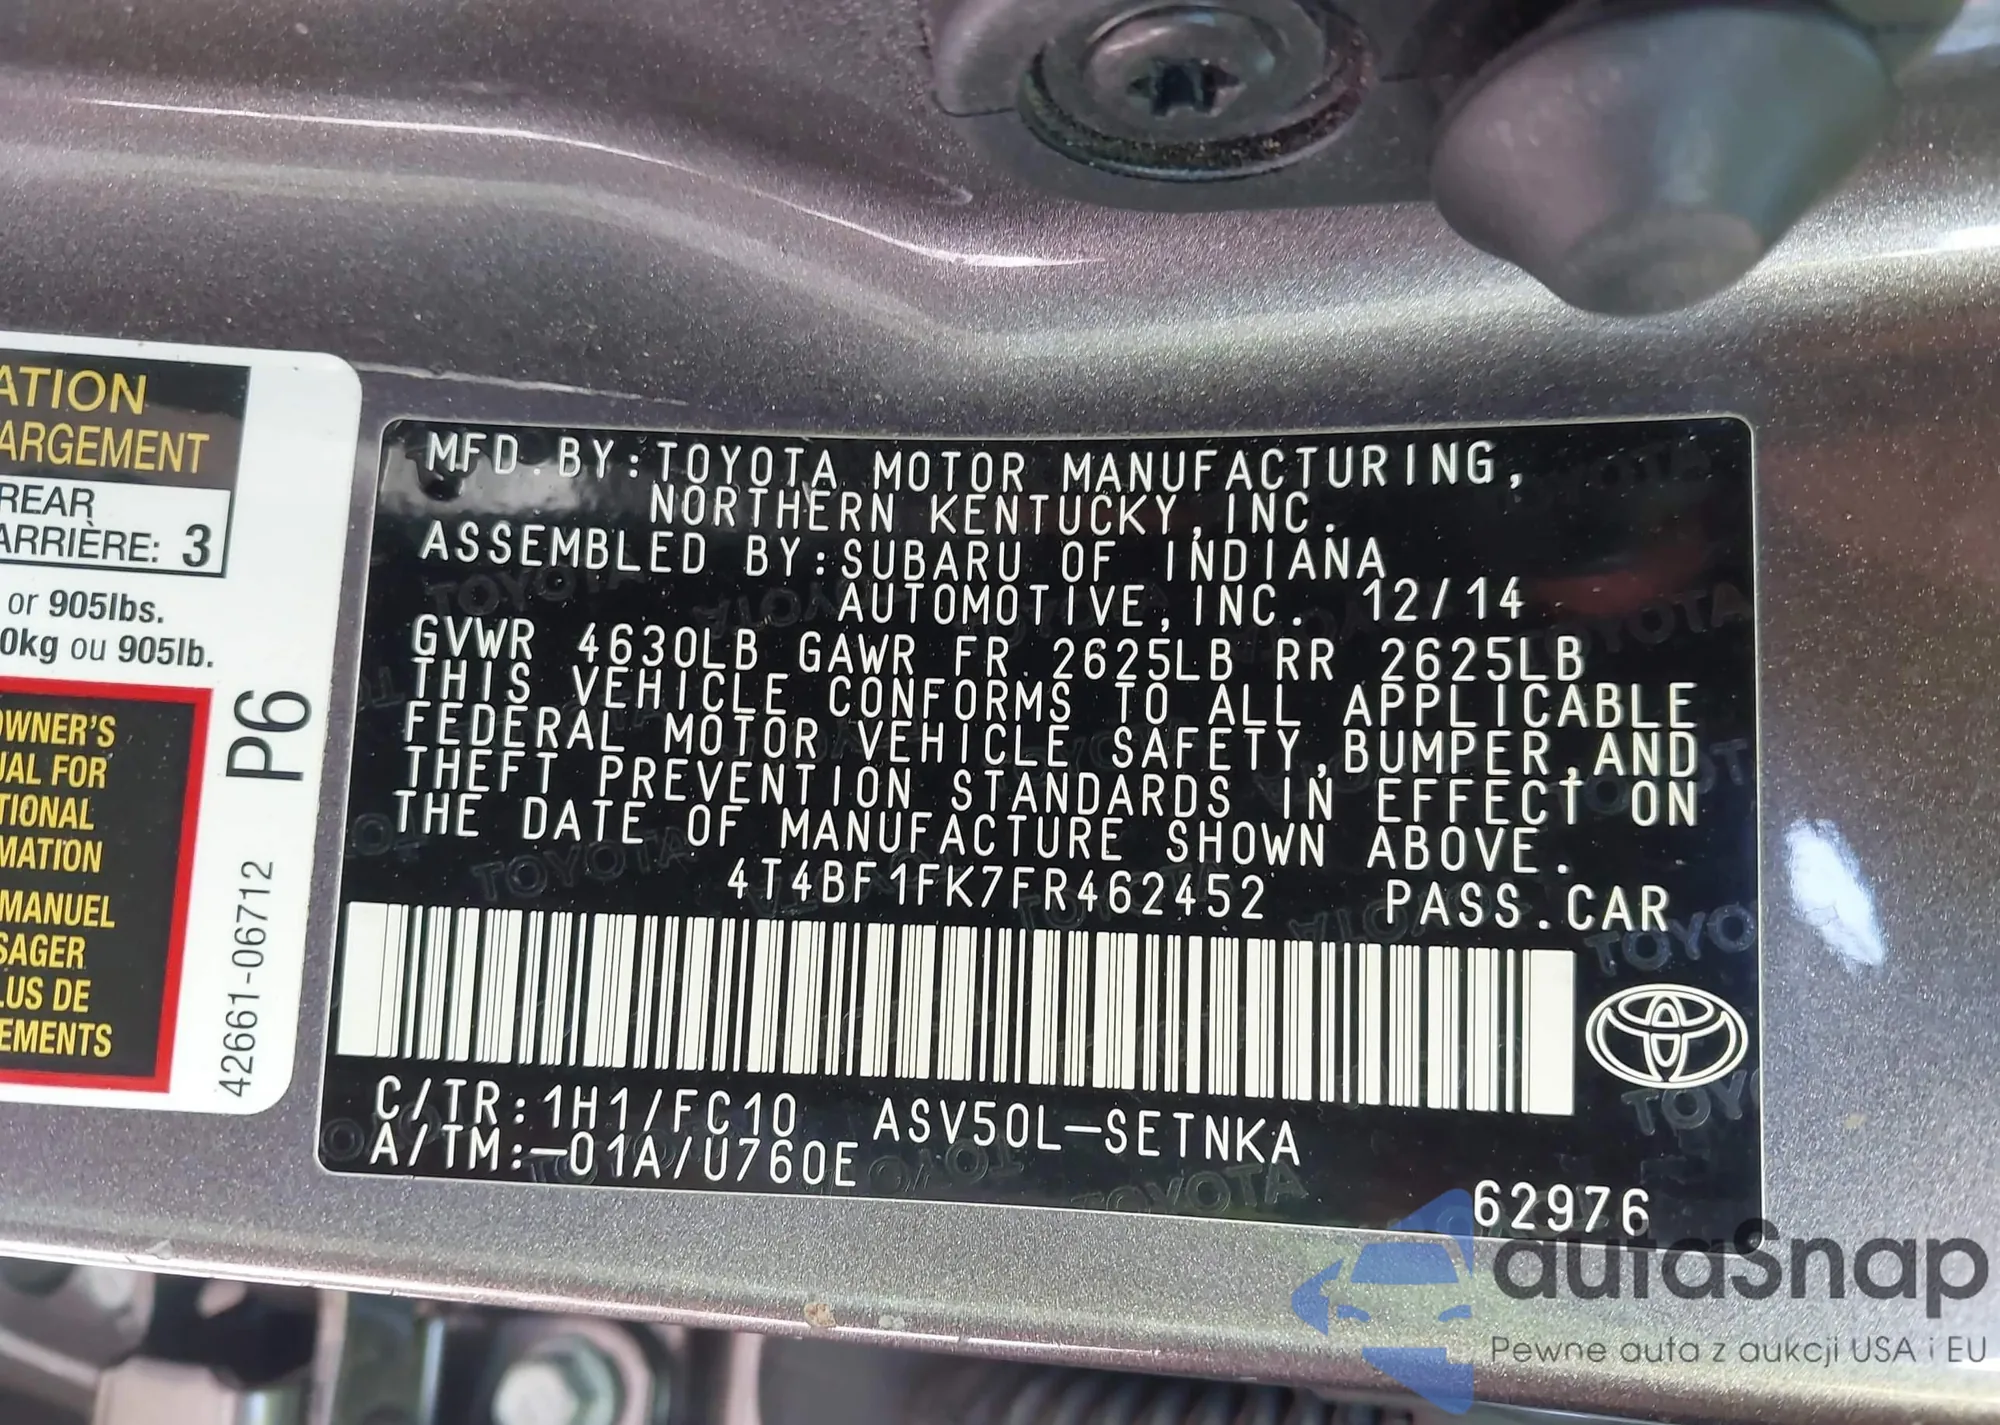 ATION
ARGEMENT
REAR
ARRIÈRE: 3
or 905lbs.
0kg ou 905lb.
OWNER'S
UAL FOR
TIONAL
MATION
MANUEL
SAGER
LUS DE
EMENTS
P6
42661-06712
MFD.BY:TOYOTA MOTOR MANUFACTURING,
NORTHERN KENTUCKY,INC.
ASSEMBLED BY:SUBARU OF INDIANA
AUTOMOTIVE,INC. 12/14
GVWR 4630LB GAWR FR 2625LB RR 2625LB
THIS VEHICLE CONFORMS TO ALL APPLICABLE
FEDERAL MOTOR VEHICLE SAFETY,BUMPER,AND
THEFT PREVENTION STANDARDS IN EFFECT ON
THE DATE OF MANUFACTURE SHOWN ABOVE.
4T4BF1FK7FR462452 PASS.CAR
C/TR:1H1/FC10 ASV50L-SETNKA
A/TM:-01A/U760E
62976
autaSnap
Pewne auta z aukcji USA i EU